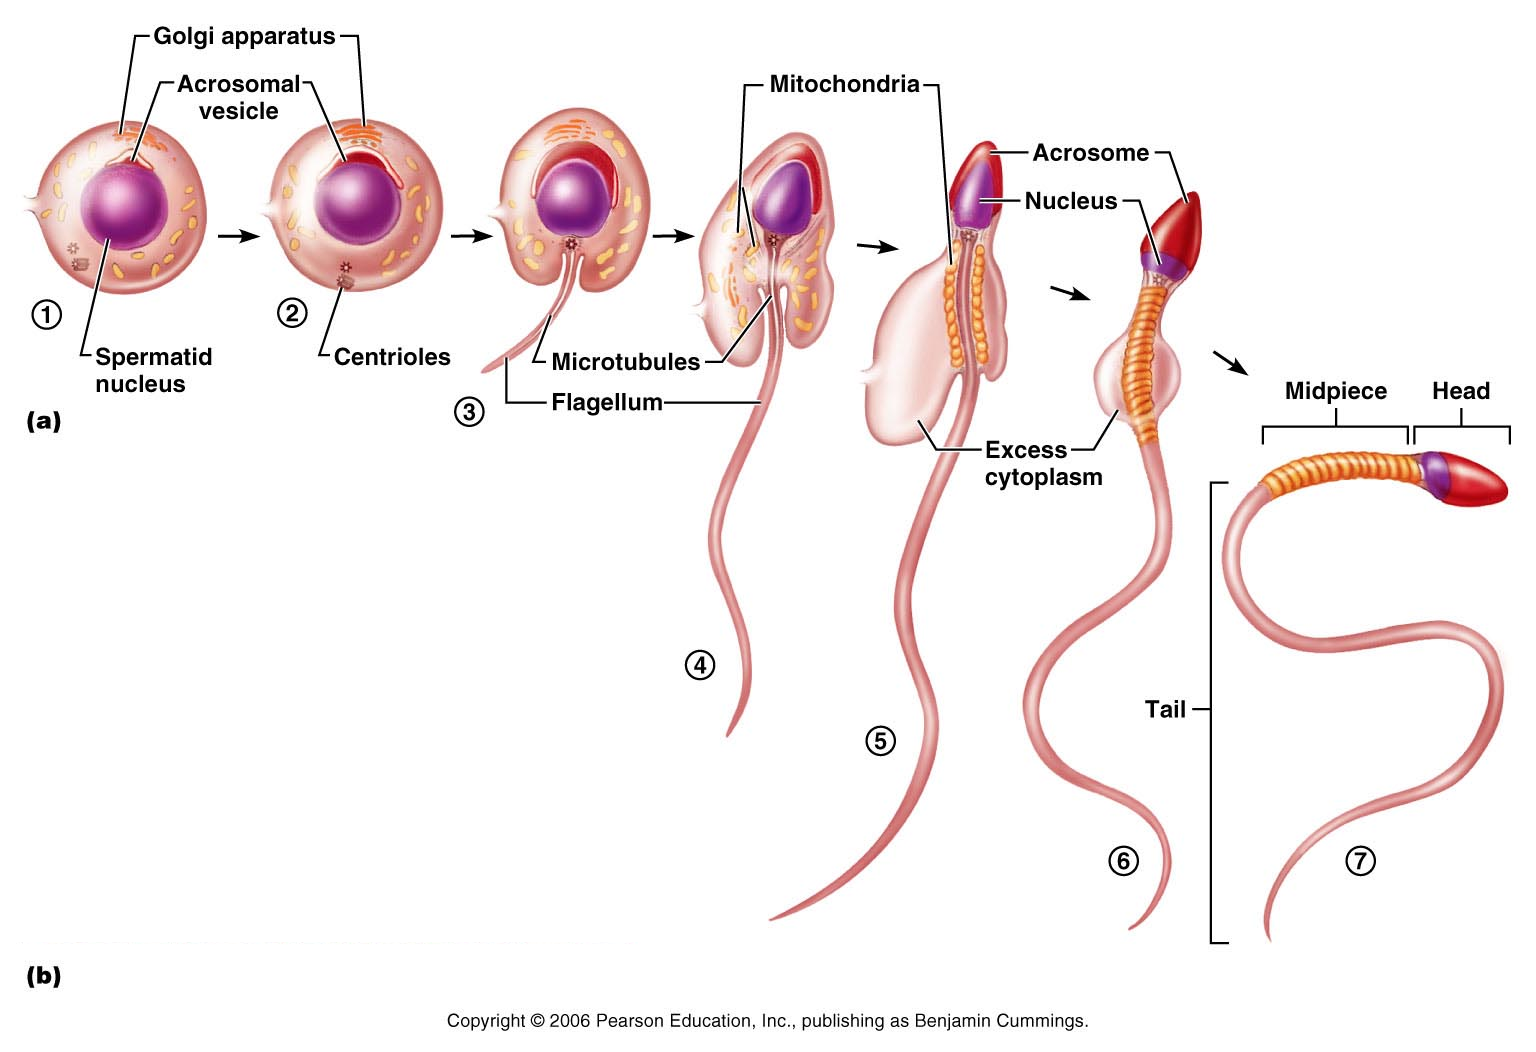 Golgi apparatus
Acrosomal
vesicle
Mitochondria
Acrosome
Nucleus
1
2
Spermatid
nucleus
Centrioles
Microtubules
3
Flagellum
(a)
Midpiece
Head
Excess
cytoplasm
4
Tail
5
6
7
(b)
Copyright © 2006 Pearson Education, Inc., publishing as Benjamin Cummings.